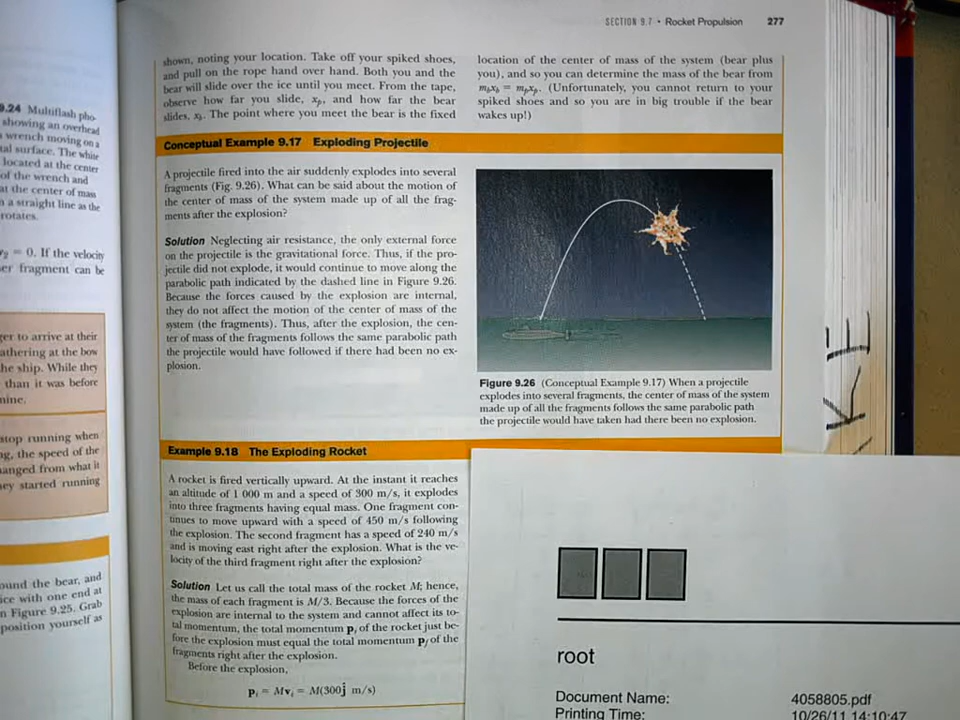 9.24 Multiflash pho-
showing an overhead
wrench moving on a
tal surface. The white
located at the center
of the wrench and
at the center of mass
a straight line as the
rotates.
= 0. If the velocity
er fragment can be
ger to arrive at their
athering at the bow
he ship. While they
than it was before
nine.
stop running when
ng, the speed of the
anged from what it
ey started running
ound the bear, and
ice with one end at
n Figure 9.25. Grab
position yourself as
SECTION 9.7 • Rocket Propulsion 277
shown, noting your location. Take off your spiked shoes,
and pull on the rope hand over hand. Both you and the
bear will slide over the ice until you meet. From the tape,
observe how far you slide, xₚ, and how far the bear
slides, x_b. The point where you meet the bear is the fixed
location of the center of mass of the system (bear plus
you), and so you can determine the mass of the bear from
m_b x_b = mₚxₚ. (Unfortunately, you cannot return to your
spiked shoes and so you are in big trouble if the bear
wakes up!)
Conceptual Example 9.17 Exploding Projectile
A projectile fired into the air suddenly explodes into several
fragments (Fig. 9.26). What can be said about the motion of
the center of mass of the system made up of all the frag-
ments after the explosion?
Solution Neglecting air resistance, the only external force
on the projectile is the gravitational force. Thus, if the pro-
jectile did not explode, it would continue to move along the
parabolic path indicated by the dashed line in Figure 9.26.
Because the forces caused by the explosion are internal,
they do not affect the motion of the center of mass of the
system (the fragments). Thus, after the explosion, the cen-
ter of mass of the fragments follows the same parabolic path
the projectile would have followed if there had been no ex-
plosion.
Figure 9.26 (Conceptual Example 9.17) When a projectile
explodes into several fragments, the center of mass of the system
made up of all the fragments follows the same parabolic path
the projectile would have taken had there been no explosion.
Example 9.18 The Exploding Rocket
A rocket is fired vertically upward. At the instant it reaches
an altitude of 1 000 m and a speed of 300 m/s, it explodes
into three fragments having equal mass. One fragment con-
tinues to move upward with a speed of 450 m/s following
the explosion. The second fragment has a speed of 240 m/s
and is moving east right after the explosion. What is the ve-
locity of the third fragment right after the explosion?
Solution Let us call the total mass of the rocket M; hence,
the mass of each fragment is M/3. Because the forces of the
explosion are internal to the system and cannot affect its to-
tal momentum, the total momentum pᵢ of the rocket just be-
fore the explosion must equal the total momentum p_f of the
fragments right after the explosion.
Before the explosion,
pᵢ = Mvᵢ = M(300ĵ m/s)
root
Document Name: 4058805.pdf
Printing Time: 10/26/11 14:10:47